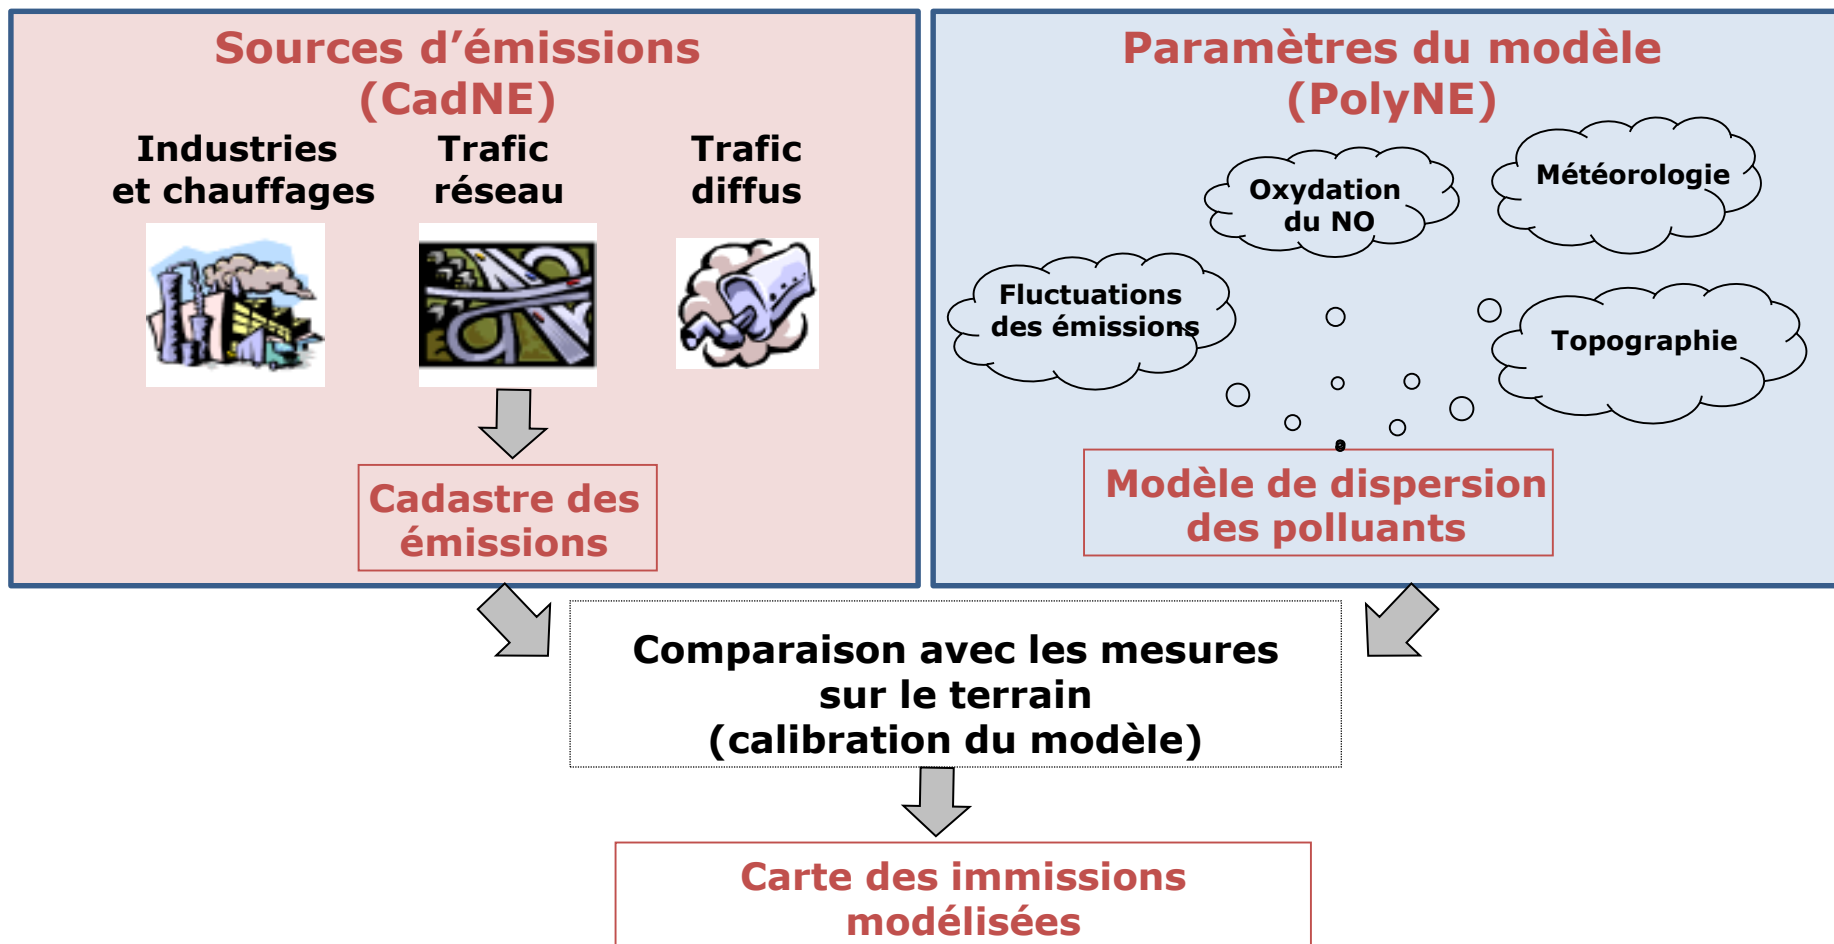 Sources d’émissions
(CadNE)
Industries
et chauffages
Trafic
réseau
Trafic
diffus
Cadastre des
émissions
Paramètres du modèle
(PolyNE)
Oxydation
du NO
Météorologie
Fluctuations
des émissions
Topographie
Modèle de dispersion
des polluants
Comparaison avec les mesures
sur le terrain
(calibration du modèle)
Carte des immissions
modélisées